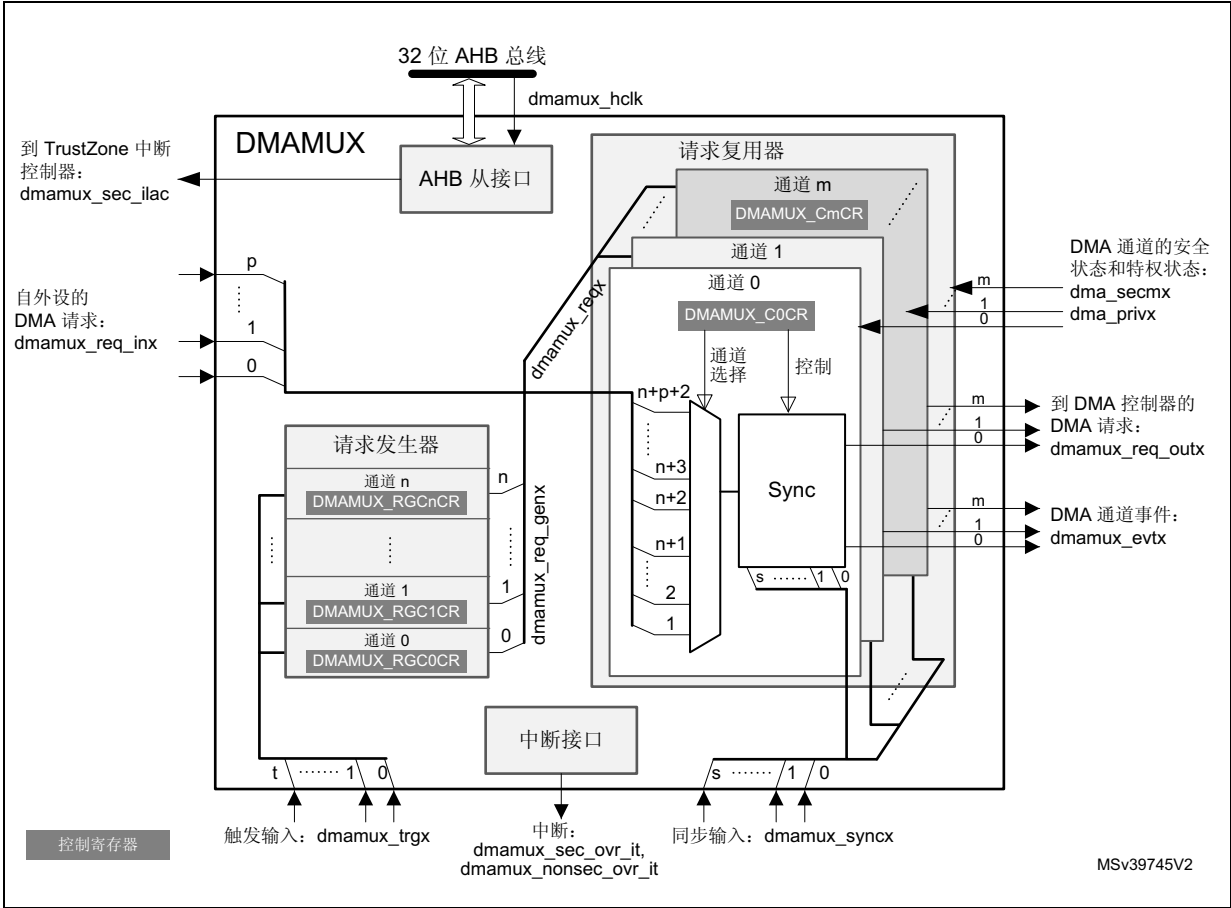 32 位 AHB 总线
dmamux_hclk
DMAMUX
到 TrustZone 中断
控制器：
dmamux_sec_ilac
AHB 从接口
请求复用器
通道 m
DMAMUX_CmCR
通道 1
通道 0
DMAMUX_C0CR
通道
选择
控制
DMA 通道的安全
状态和特权状态：
dma_secmx
dma_privx
m
1
0
p
1
0
自外设的
DMA 请求：
dmamux_req_inx
dmamux_reqx
n+p+2
n+3
n+2
n+1
2
1
Sync
s
1
0
m
1
0
到 DMA 控制器的
DMA 请求：
dmamux_req_outx
m
1
0
DMA 通道事件：
dmamux_evtx
请求发生器
通道 n
DMAMUX_RGCnCR
n
通道 1
DMAMUX_RGC1CR
1
通道 0
DMAMUX_RGC0CR
0
dmamux_req_genx
中断接口
t
1
0
s
1
0
触发输入：dmamux_trgx
中断：
dmamux_sec_ovr_it,
dmamux_nonsec_ovr_it
同步输入：dmamux_syncx
控制寄存器
MSv39745V2